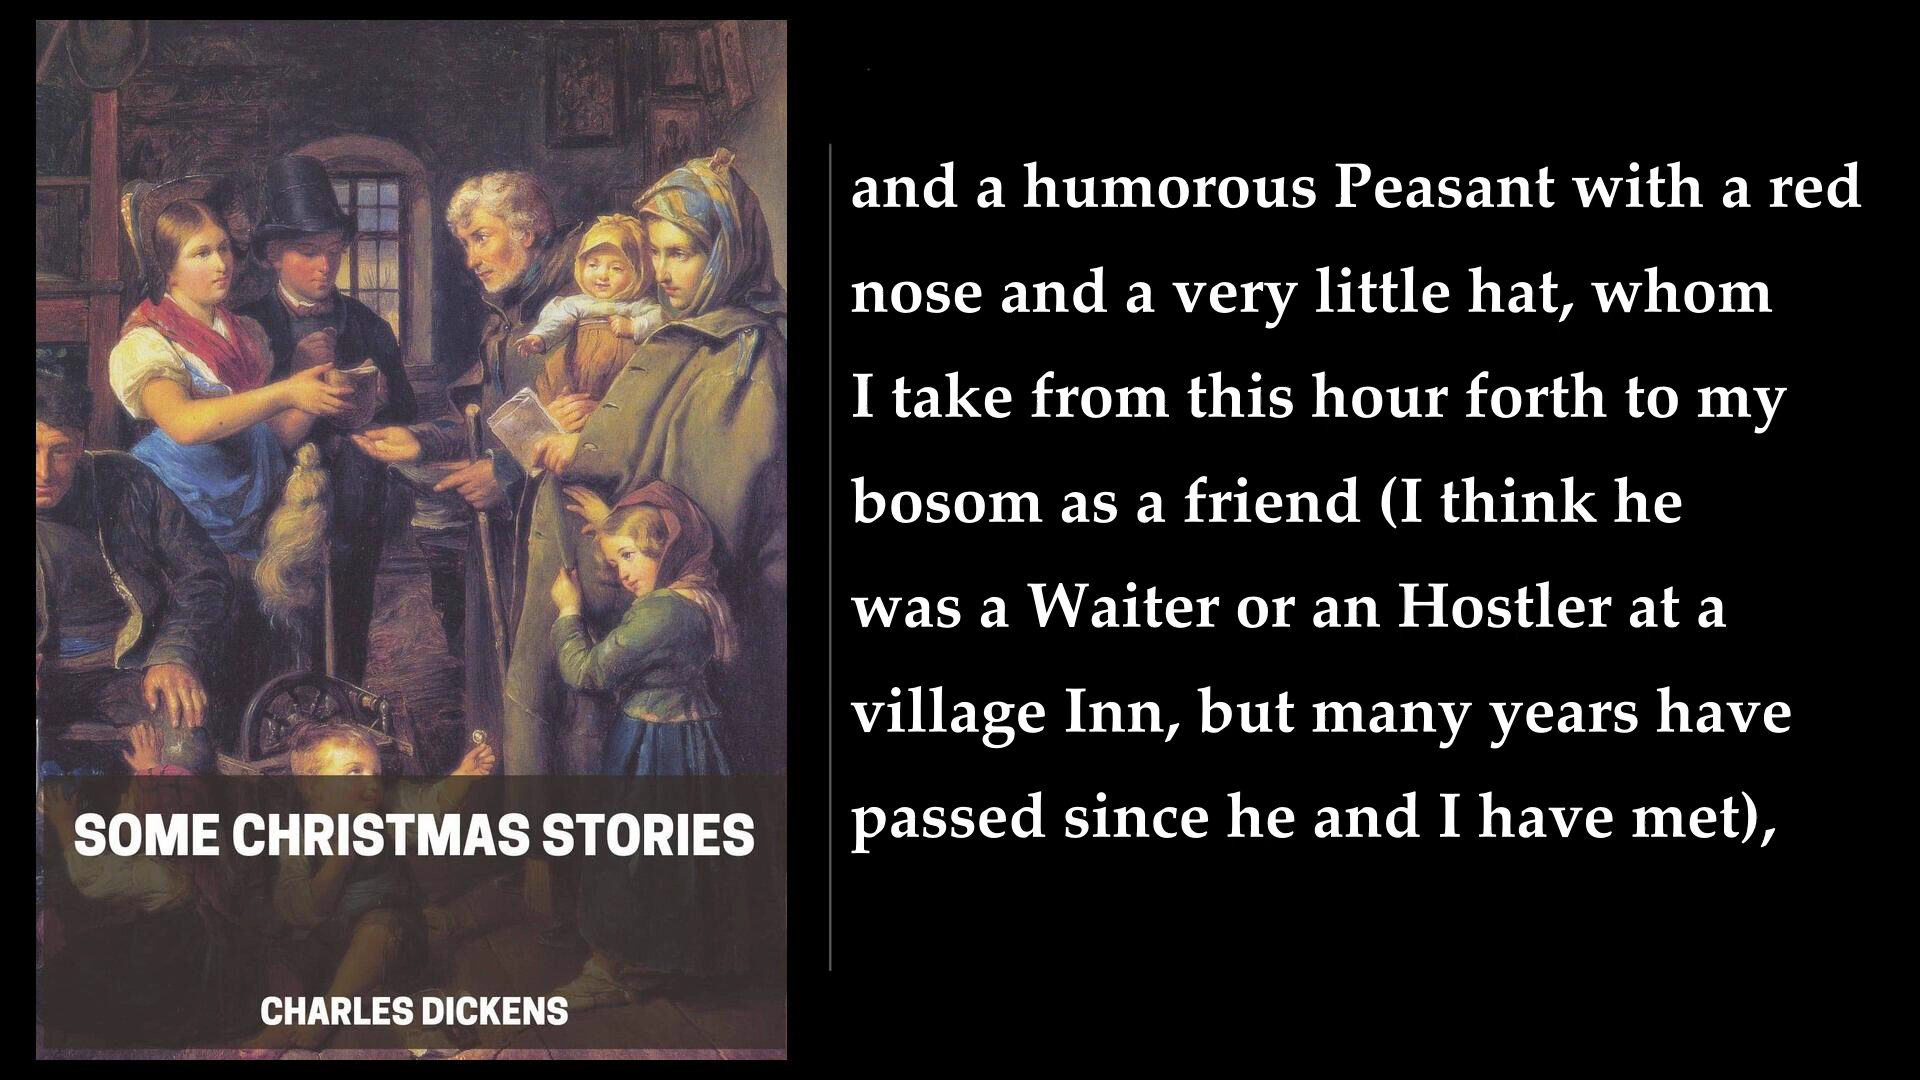 and a humorous Peasant with a red
nose and a very little hat, whom
I take from this hour forth to my
bosom as a friend (I think he
was a Waiter or an Hostler at a
village Inn, but many years have
passed since he and I have met),
SOME CHRISTMAS STORIES
CHARLES DICKENS